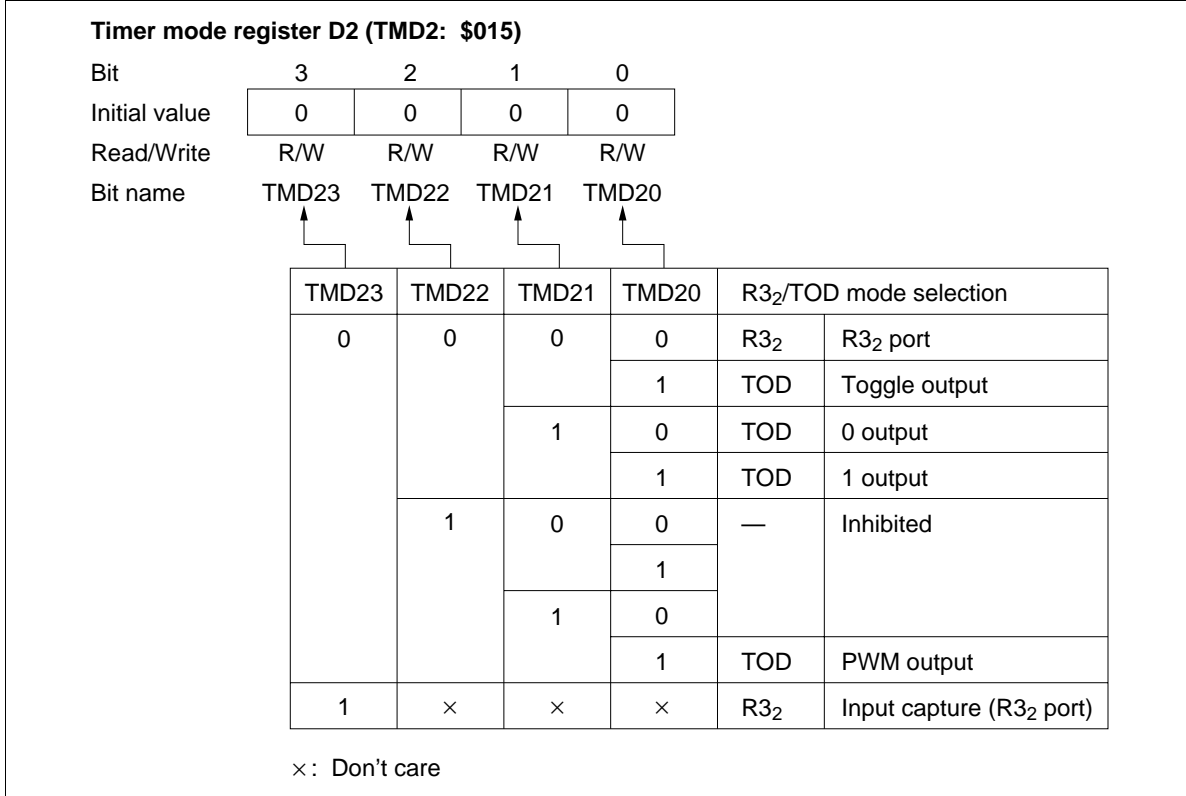 Timer mode register D2 (TMD2: $015)
Bit 3 2 1 0
Initial value 0 0 0 0
Read/Write R/W R/W R/W R/W
Bit name TMD23 TMD22 TMD21 TMD20
TMD23 TMD22 TMD21 TMD20 R3₂/TOD mode selection
0 0 0 0 R3₂ R3₂ port
1 TOD Toggle output
1 0 TOD 0 output
1 TOD 1 output
1 0 0 — Inhibited
1
1 0
1 TOD PWM output
1 × × × R3₂ Input capture (R3₂ port)
×: Don't care